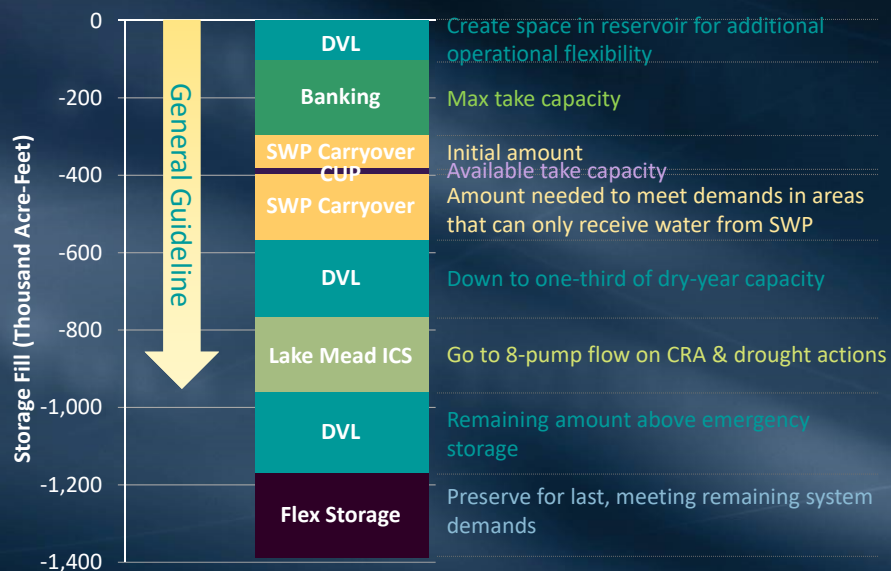 Storage Fill (Thousand Acre-Feet)
0
-200
-400
-600
-800
-1,000
-1,200
-1,400
General Guideline
DVL
Create space in reservoir for additional
operational flexibility
Banking
Max take capacity
SWP Carryover
Initial amount
CUP
Available take capacity
SWP Carryover
Amount needed to meet demands in areas
that can only receive water from SWP
DVL
Down to one-third of dry-year capacity
Lake Mead ICS
Go to 8-pump flow on CRA & drought actions
DVL
Remaining amount above emergency
storage
Flex Storage
Preserve for last, meeting remaining system
demands